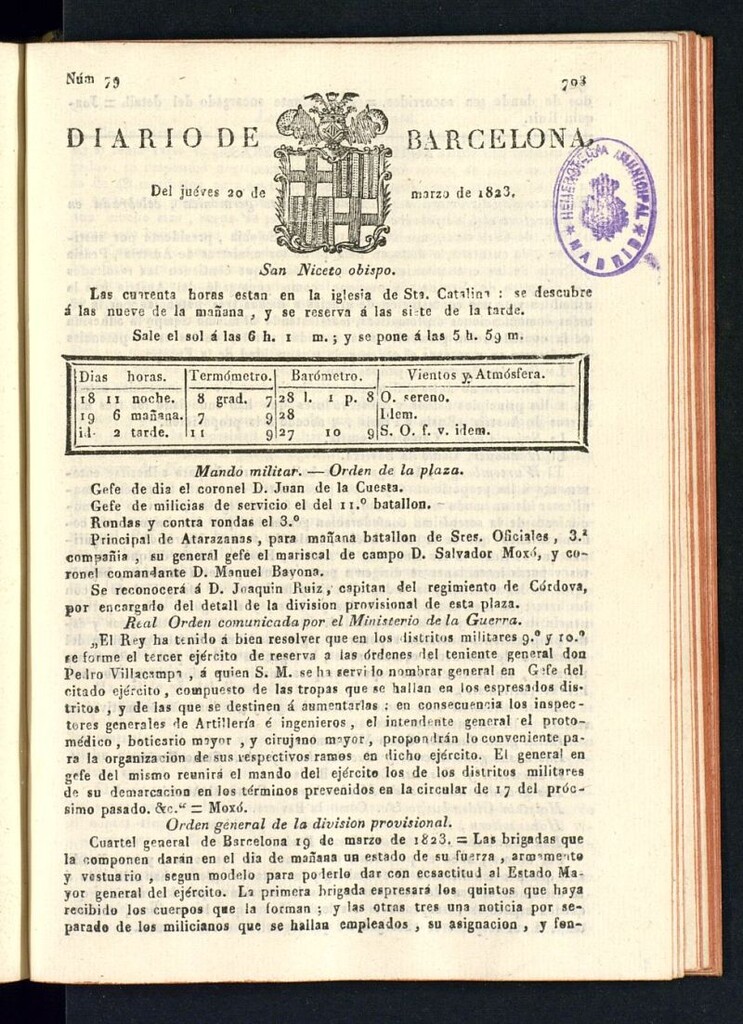 Núm 79 703
DIARIO DE BARCELONA,
Del juéves 20 de marzo de 1823.
HEMEROTECA MUNICIPAL
★ MADRID ★
San Niceto obispo.
Las cuarenta horas estan en la iglesia de Sta. Catalina : se descubre
á las nueve de la mañana, y se reserva á las siete de la tarde.
Sale el sol á las 6 h. 1 m.; y se pone á las 5 h. 59 m.
Dias horas. Termómetro. Barómetro. Vientos y Atmósfera.
18 11 noche. 8 grad. 7 28 l. 1 p. 8 O. sereno.
19 6 mañana. 7 9 28 Idem.
id. 2 tarde. 11 9 27 10 9 S. O. f. v. idem.
Mando militar. — Orden de la plaza.
Gefe de dia el coronel D. Juan de la Cuesta.
Gefe de milicias de servicio el del 11.º batallon.
Rondas y contra rondas el 3.º
Principal de Atarazanas, para mañana batallon de Sres. Oficiales, 3.ª
compañia, su general gefe el mariscal de campo D. Salvador Moxó, y co-
ronel comandante D. Manuel Bayona.
Se reconocerá á D. Joaquin Ruiz, capitan del regimiento de Córdova,
por encargado del detall de la division provisional de esta plaza.
Real Orden comunicada por el Ministerio de la Guerra.
„El Rey ha tenido á bien resolver que en los distritos militares 9.º y 10.º
se forme el tercer ejército de reserva a las órdenes del teniente general don
Pedro Villacampa, á quien S. M. se ha servido nombrar general en Gefe del
citado ejército, compuesto de las tropas que se hallan en los espresados dis-
tritos, y de las que se destinen á aumentarlas : en consecuencia los inspec-
tores generales de Artillería é ingenieros, el intendente general el proto-
médico, boticario mayor, y cirujano mayor, propondrán lo conveniente pa-
ra la organizacion de sus respectivos ramos en dicho ejército. El general en
gefe del mismo reunirá el mando del ejército los de los distritos militares
de su demarcacion en los términos prevenidos en la circular de 17 del próc-
simo pasado. &c.“ = Moxó.
Orden general de la division provisional.
Cuartel general de Barcelona 19 de marzo de 1823. = Las brigadas que
la componen darán en el dia de mañana un estado de su fuerza, armamento
y vestuario, segun modelo para poderlo dar con ecsactitud al Estado Ma-
yor general del ejército. La primera brigada espresará los quintos que haya
recibido los cuerpos que la forman ; y las otras tres una noticia por se-
parado de los milicianos que se hallan empleados, su asignacion, y fen-